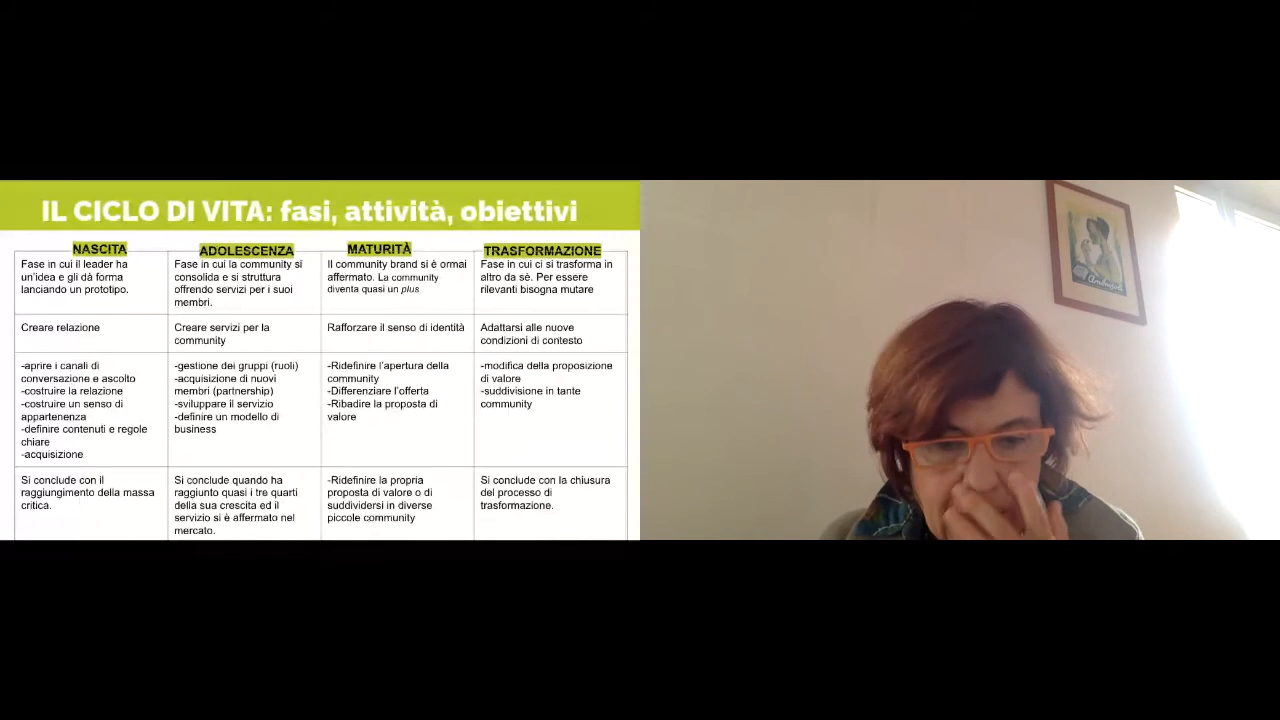 IL CICLO DI VITA: fasi, attività, obiettivi
NASCITA
Fase in cui il leader ha
un'idea e gli dà forma
lanciando un prototipo.
ADOLESCENZA
Fase in cui la community si
consolida e si struttura
offrendo servizi per i suoi
membri.
MATURITÀ
Il community brand si è ormai
affermato. La community
diventa quasi un plus
TRASFORMAZIONE
Fase in cui ci si trasforma in
altro da sè. Per essere
rilevanti bisogna mutare
Creare relazione
Creare servizi per la
community
Rafforzare il senso di identità
Adattarsi alle nuove
condizioni di contesto
-aprire i canali di
conversazione e ascolto
-costruire la relazione
-costruire un senso di
appartenenza
-definire contenuti e regole
chiare
-acquisizione
-gestione dei gruppi (ruoli)
-acquisizione di nuovi
membri (partnership)
-sviluppare il servizio
-definire un modello di
business
-Ridefinire l'apertura della
community
-Differenziare l'offerta
-Ribadire la proposta di
valore
-modifica della proposizione
di valore
-suddivisione in tante
community
Si conclude con il
raggiungimento della massa
critica.
Si conclude quando ha
raggiunto quasi i tre quarti
della sua crescita ed il
servizio si è affermato nel
mercato.
-Ridefinire la propria
proposta di valore o di
suddividersi in diverse
piccole community
Si conclude con la chiusura
del processo di
trasformazione.